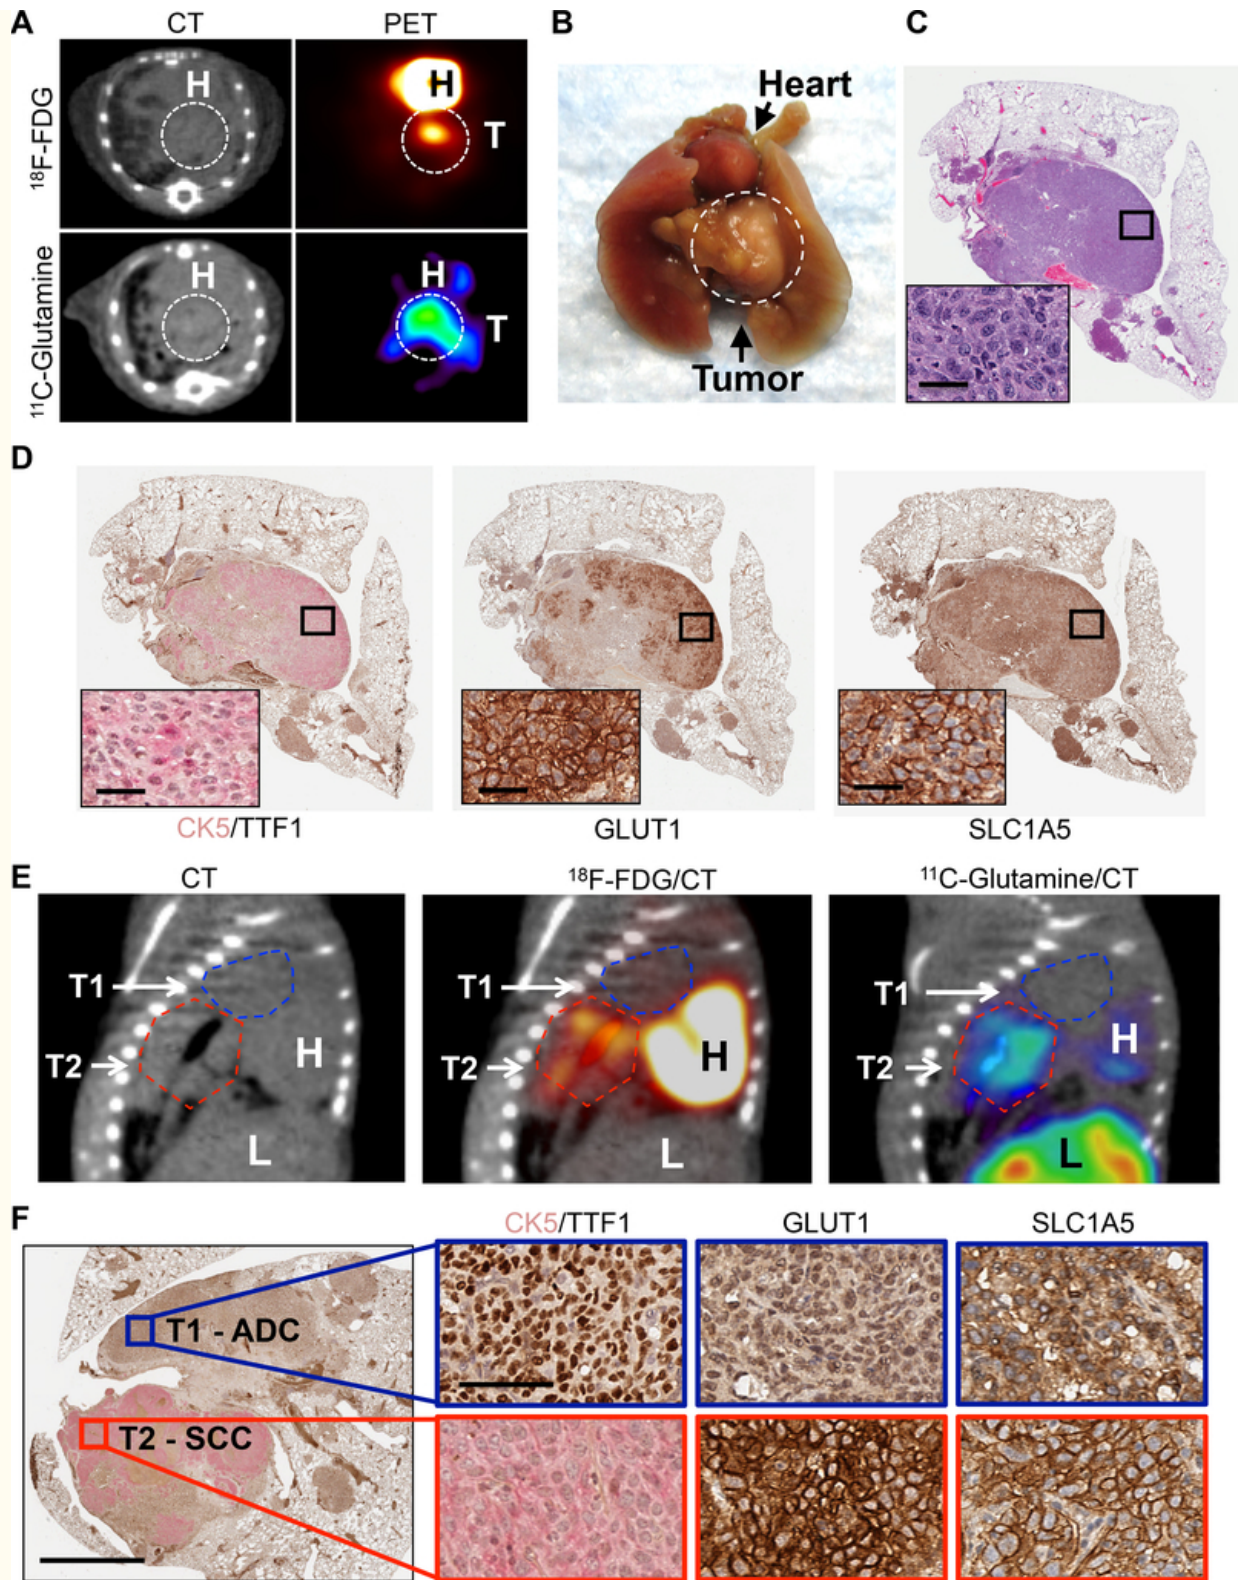 A
CT
PET
B
C
¹⁸F-FDG
H
H
T
Heart
¹¹C-Glutamine
H
H
T
Tumor
D
CK5/TTF1
GLUT1
SLC1A5
E
CT
¹⁸F-FDG/CT
¹¹C-Glutamine/CT
T1
T2
H
L
T1
T2
H
L
T1
T2
H
L
F
CK5/TTF1
GLUT1
SLC1A5
T1 - ADC
T2 - SCC